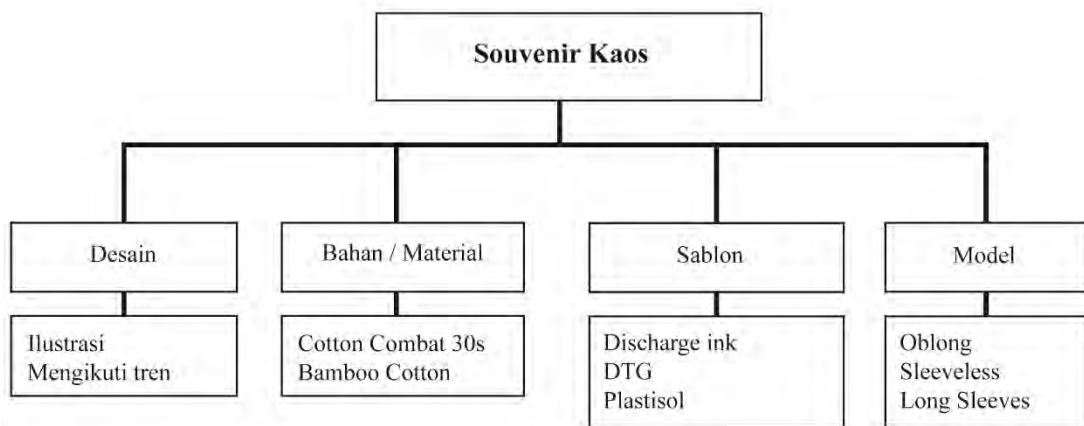 Souvenir Kaos
Desain
Bahan / Material
Sablon
Model
Ilustrasi
Mengikuti tren
Cotton Combat 30s
Bamboo Cotton
Discharge ink
DTG
Plastisol
Oblong
Sleeveless
Long Sleeves